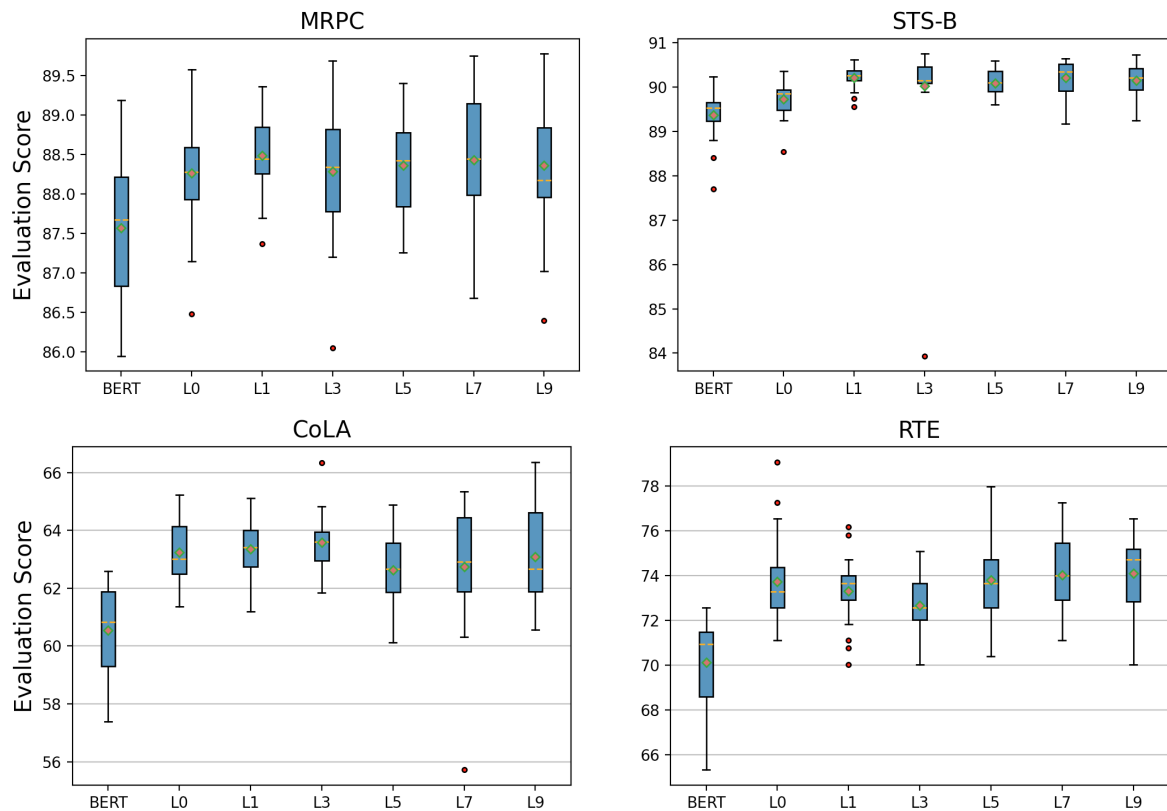 MRPC
Evaluation Score
89.5
89.0
88.5
88.0
87.5
87.0
86.5
86.0
BERT L0 L1 L3 L5 L7 L9
STS-B
91
90
89
88
87
86
85
84
BERT L0 L1 L3 L5 L7 L9
CoLA
Evaluation Score
66
64
62
60
58
56
BERT L0 L1 L3 L5 L7 L9
RTE
78
76
74
72
70
68
66
BERT L0 L1 L3 L5 L7 L9